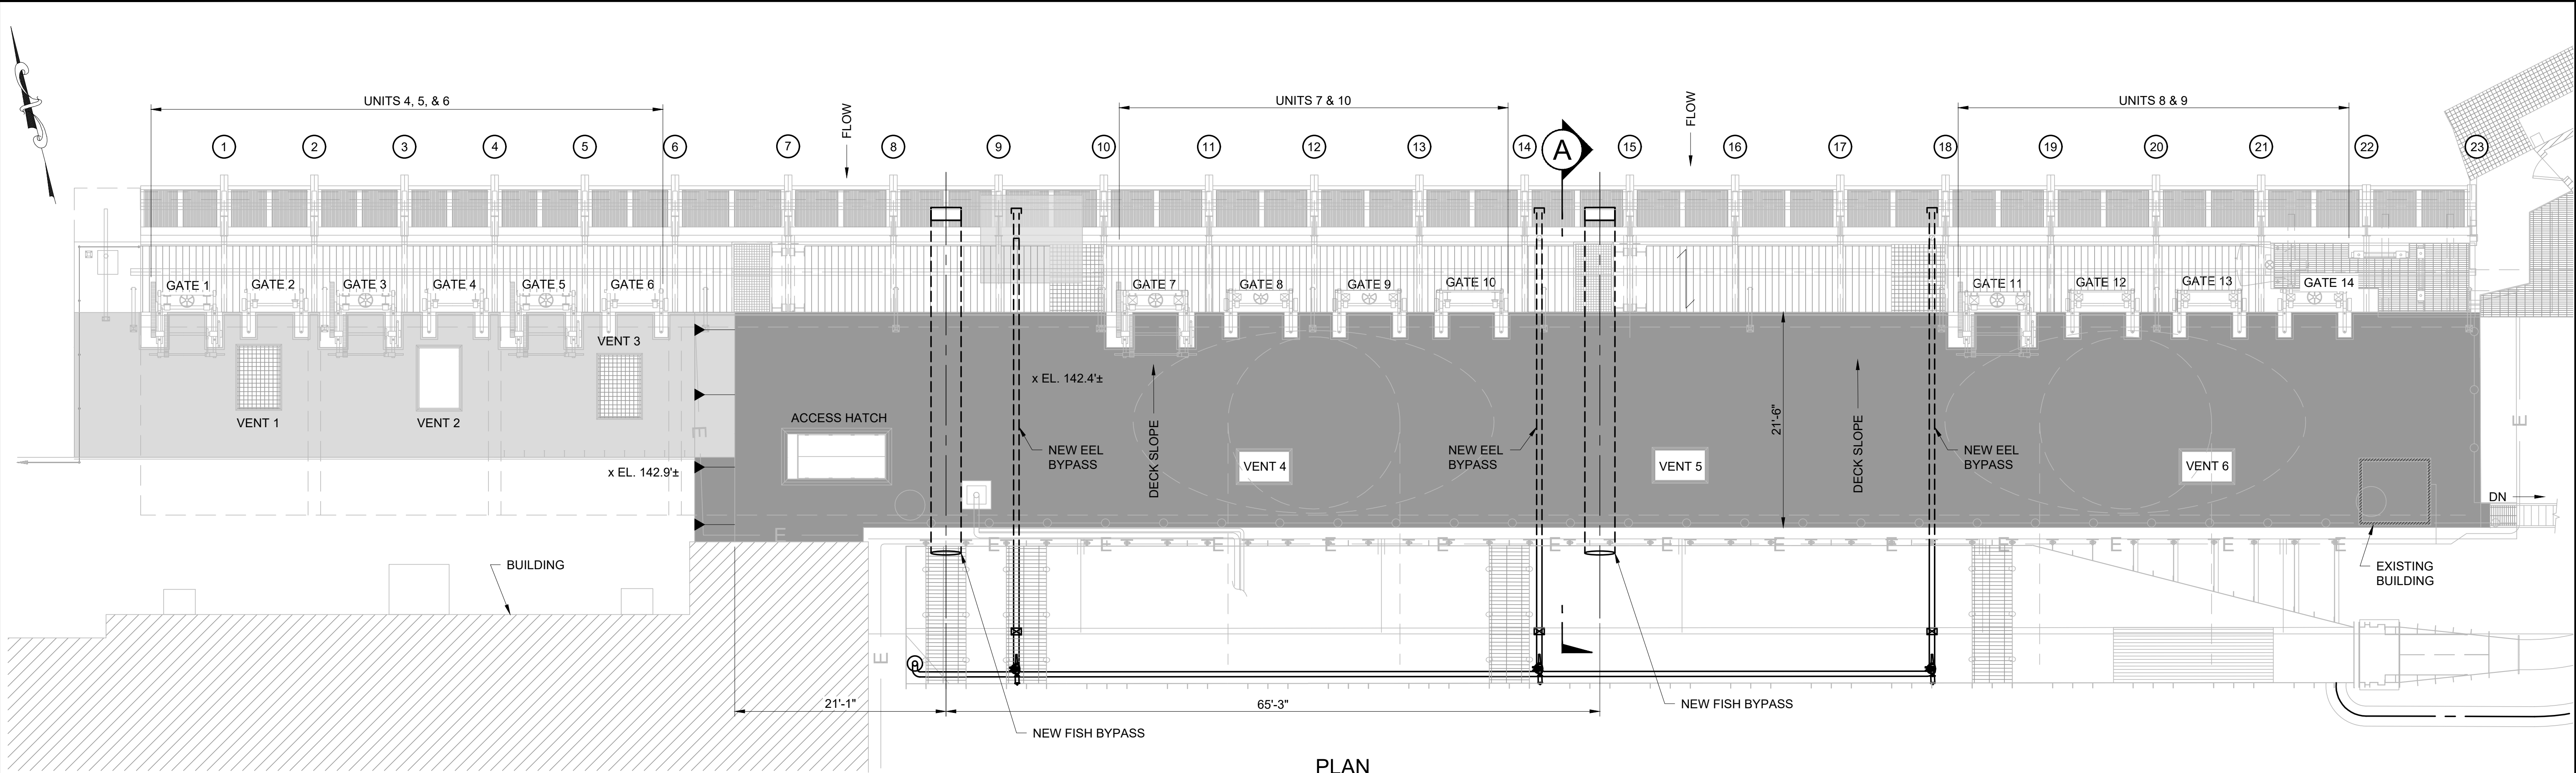 UNITS 4, 5, & 6
UNITS 7 & 10
UNITS 8 & 9
FLOW
FLOW
1
2
3
4
5
6
7
8
9
10
11
12
13
14
A
15
16
17
18
19
20
21
22
23
GATE 1
GATE 2
GATE 3
GATE 4
GATE 5
GATE 6
GATE 7
GATE 8
GATE 9
GATE 10
GATE 11
GATE 12
GATE 13
GATE 14
VENT 3
VENT 1
VENT 2
x EL. 142.4'±
ACCESS HATCH
DECK SLOPE
21'-6"
DECK SLOPE
E
E
NEW EEL
BYPASS
NEW EEL
BYPASS
NEW EEL
BYPASS
x EL. 142.9'±
VENT 4
VENT 5
VENT 6
DN
E
E
E
E
E
E
E
E
E
E
E
E
E
E
BUILDING
EXISTING
BUILDING
E
21'-1"
65'-3"
NEW FISH BYPASS
NEW FISH BYPASS
PLAN